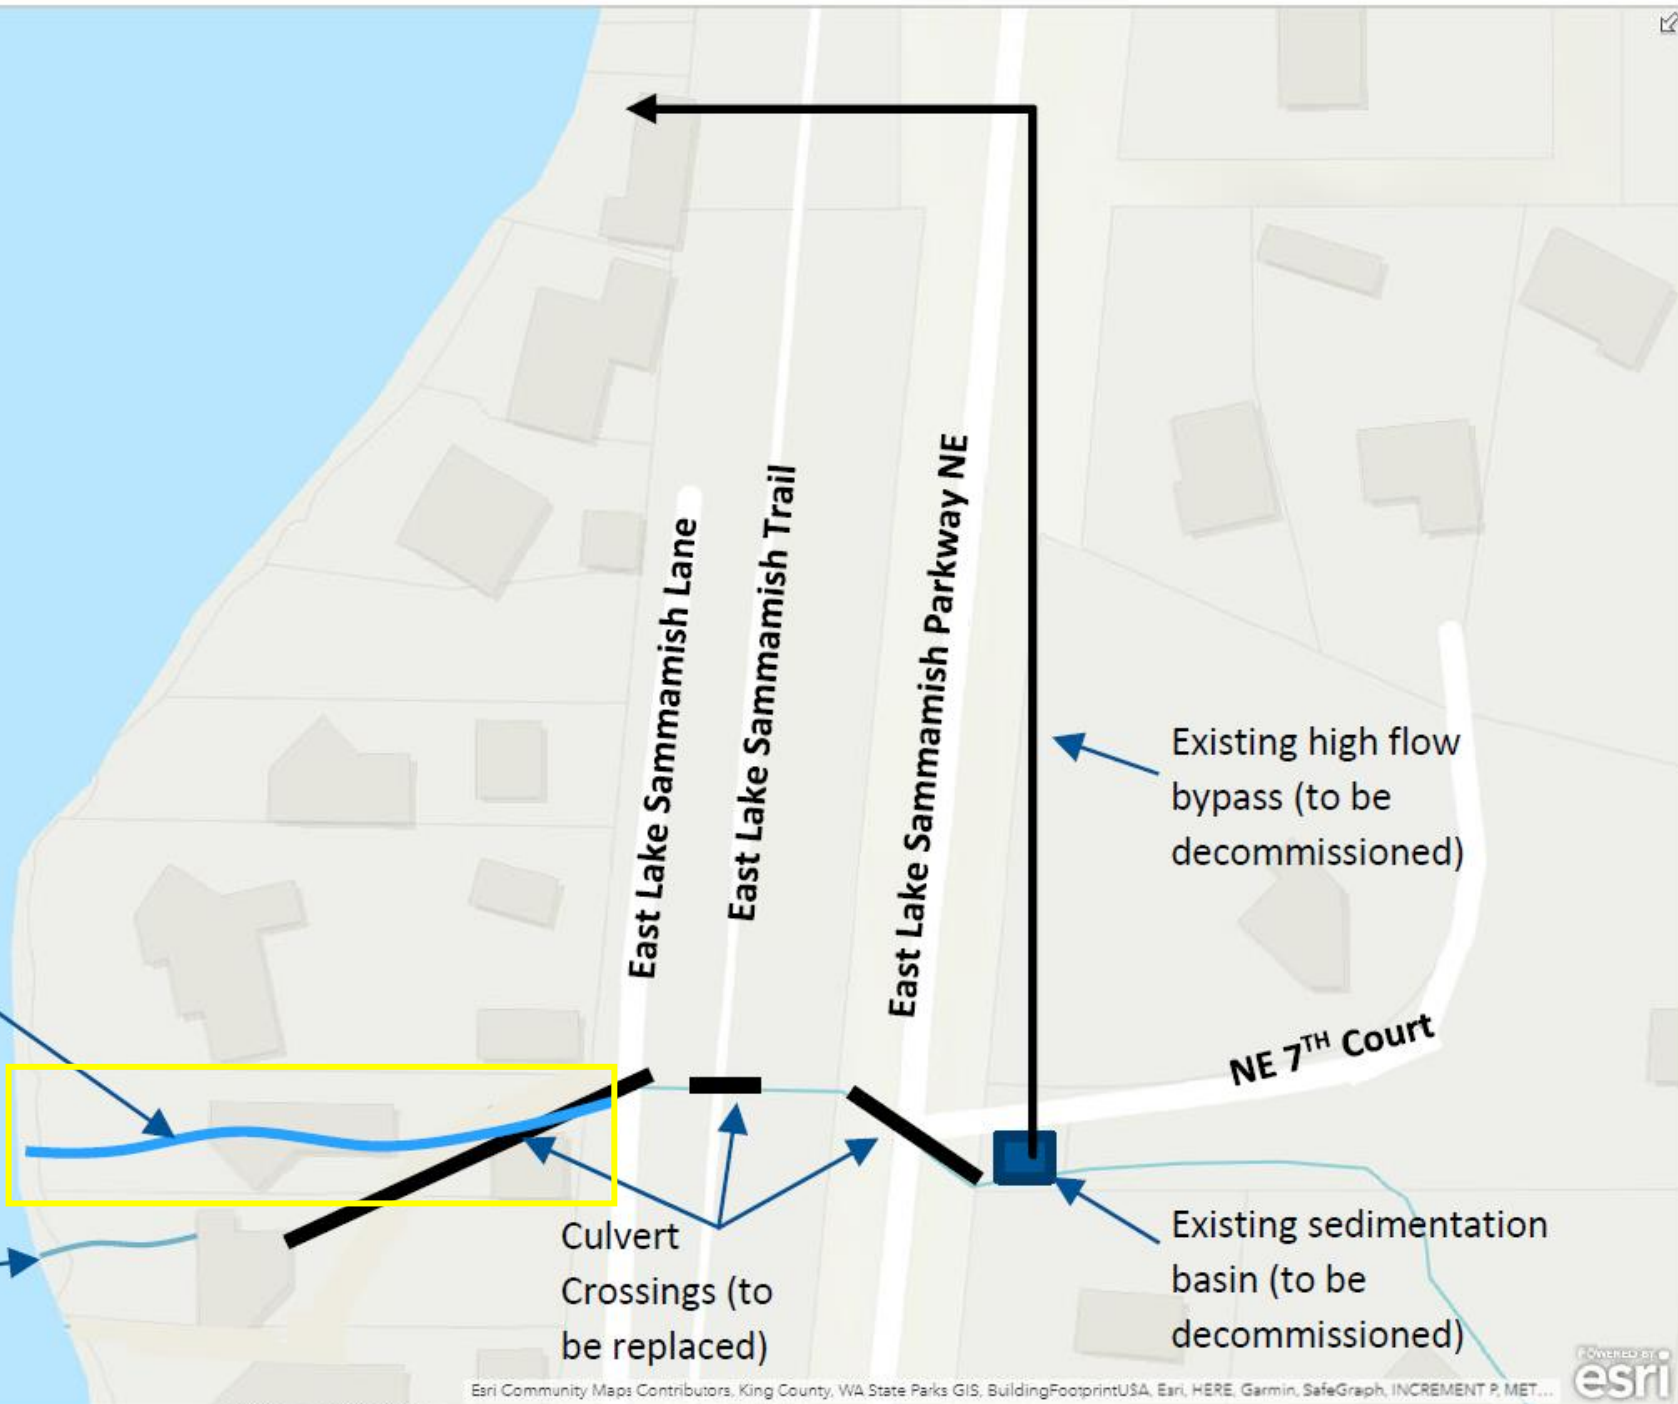 East Lake Sammamish Lane
East Lake Sammamish Trail
East Lake Sammamish Parkway NE
Existing high flow
bypass (to be
decommissioned)
NE 7TH Court
Culvert
Crossings (to
be replaced)
Existing sedimentation
basin (to be
decommissioned)
POWERED BY
esri
Esri Community Maps Contributors, King County, WA State Parks GIS, BuildingFootprintUSA, Esri, HERE, Garmin, SafeGraph, INCREMENT P, MET...